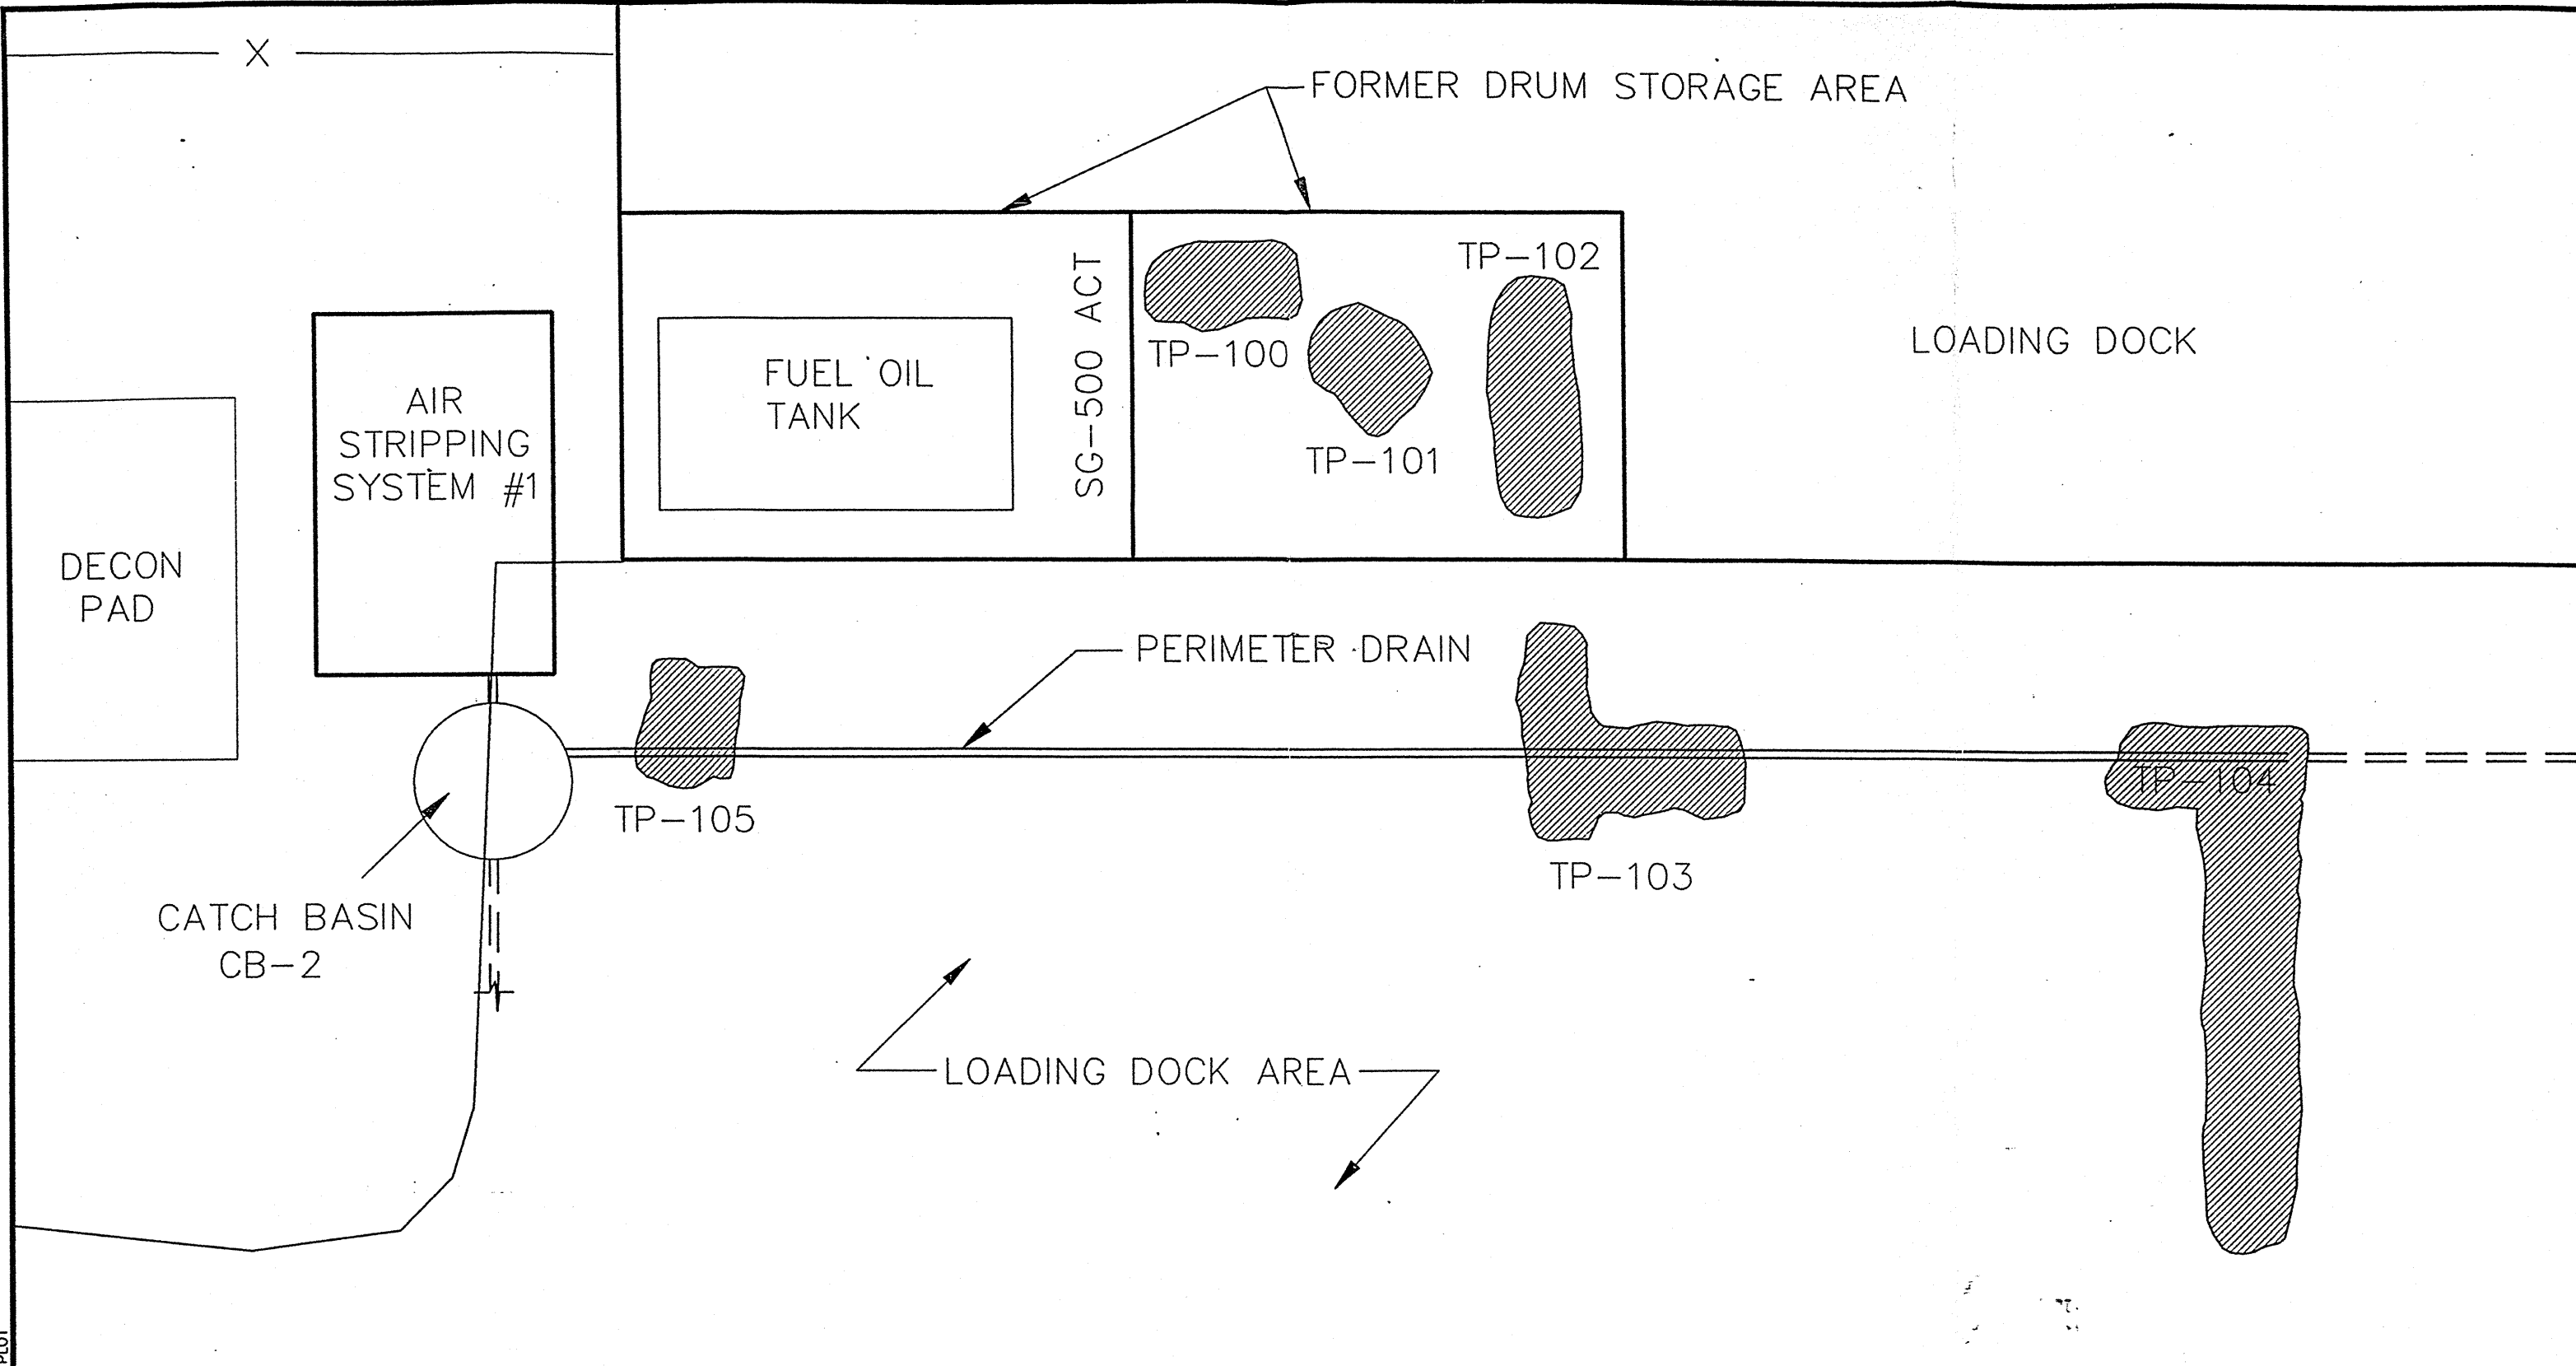 X
FORMER DRUM STORAGE AREA
TP-102
SG-500 ACT
LOADING DOCK
TP-100
FUEL OIL
TANK
AIR
STRIPPING
SYSTEM #1
TP-101
DECON
PAD
PERIMETER DRAIN
TP-104
TP-105
TP-103
CATCH BASIN
CB-2
LOADING DOCK AREA
PLOT